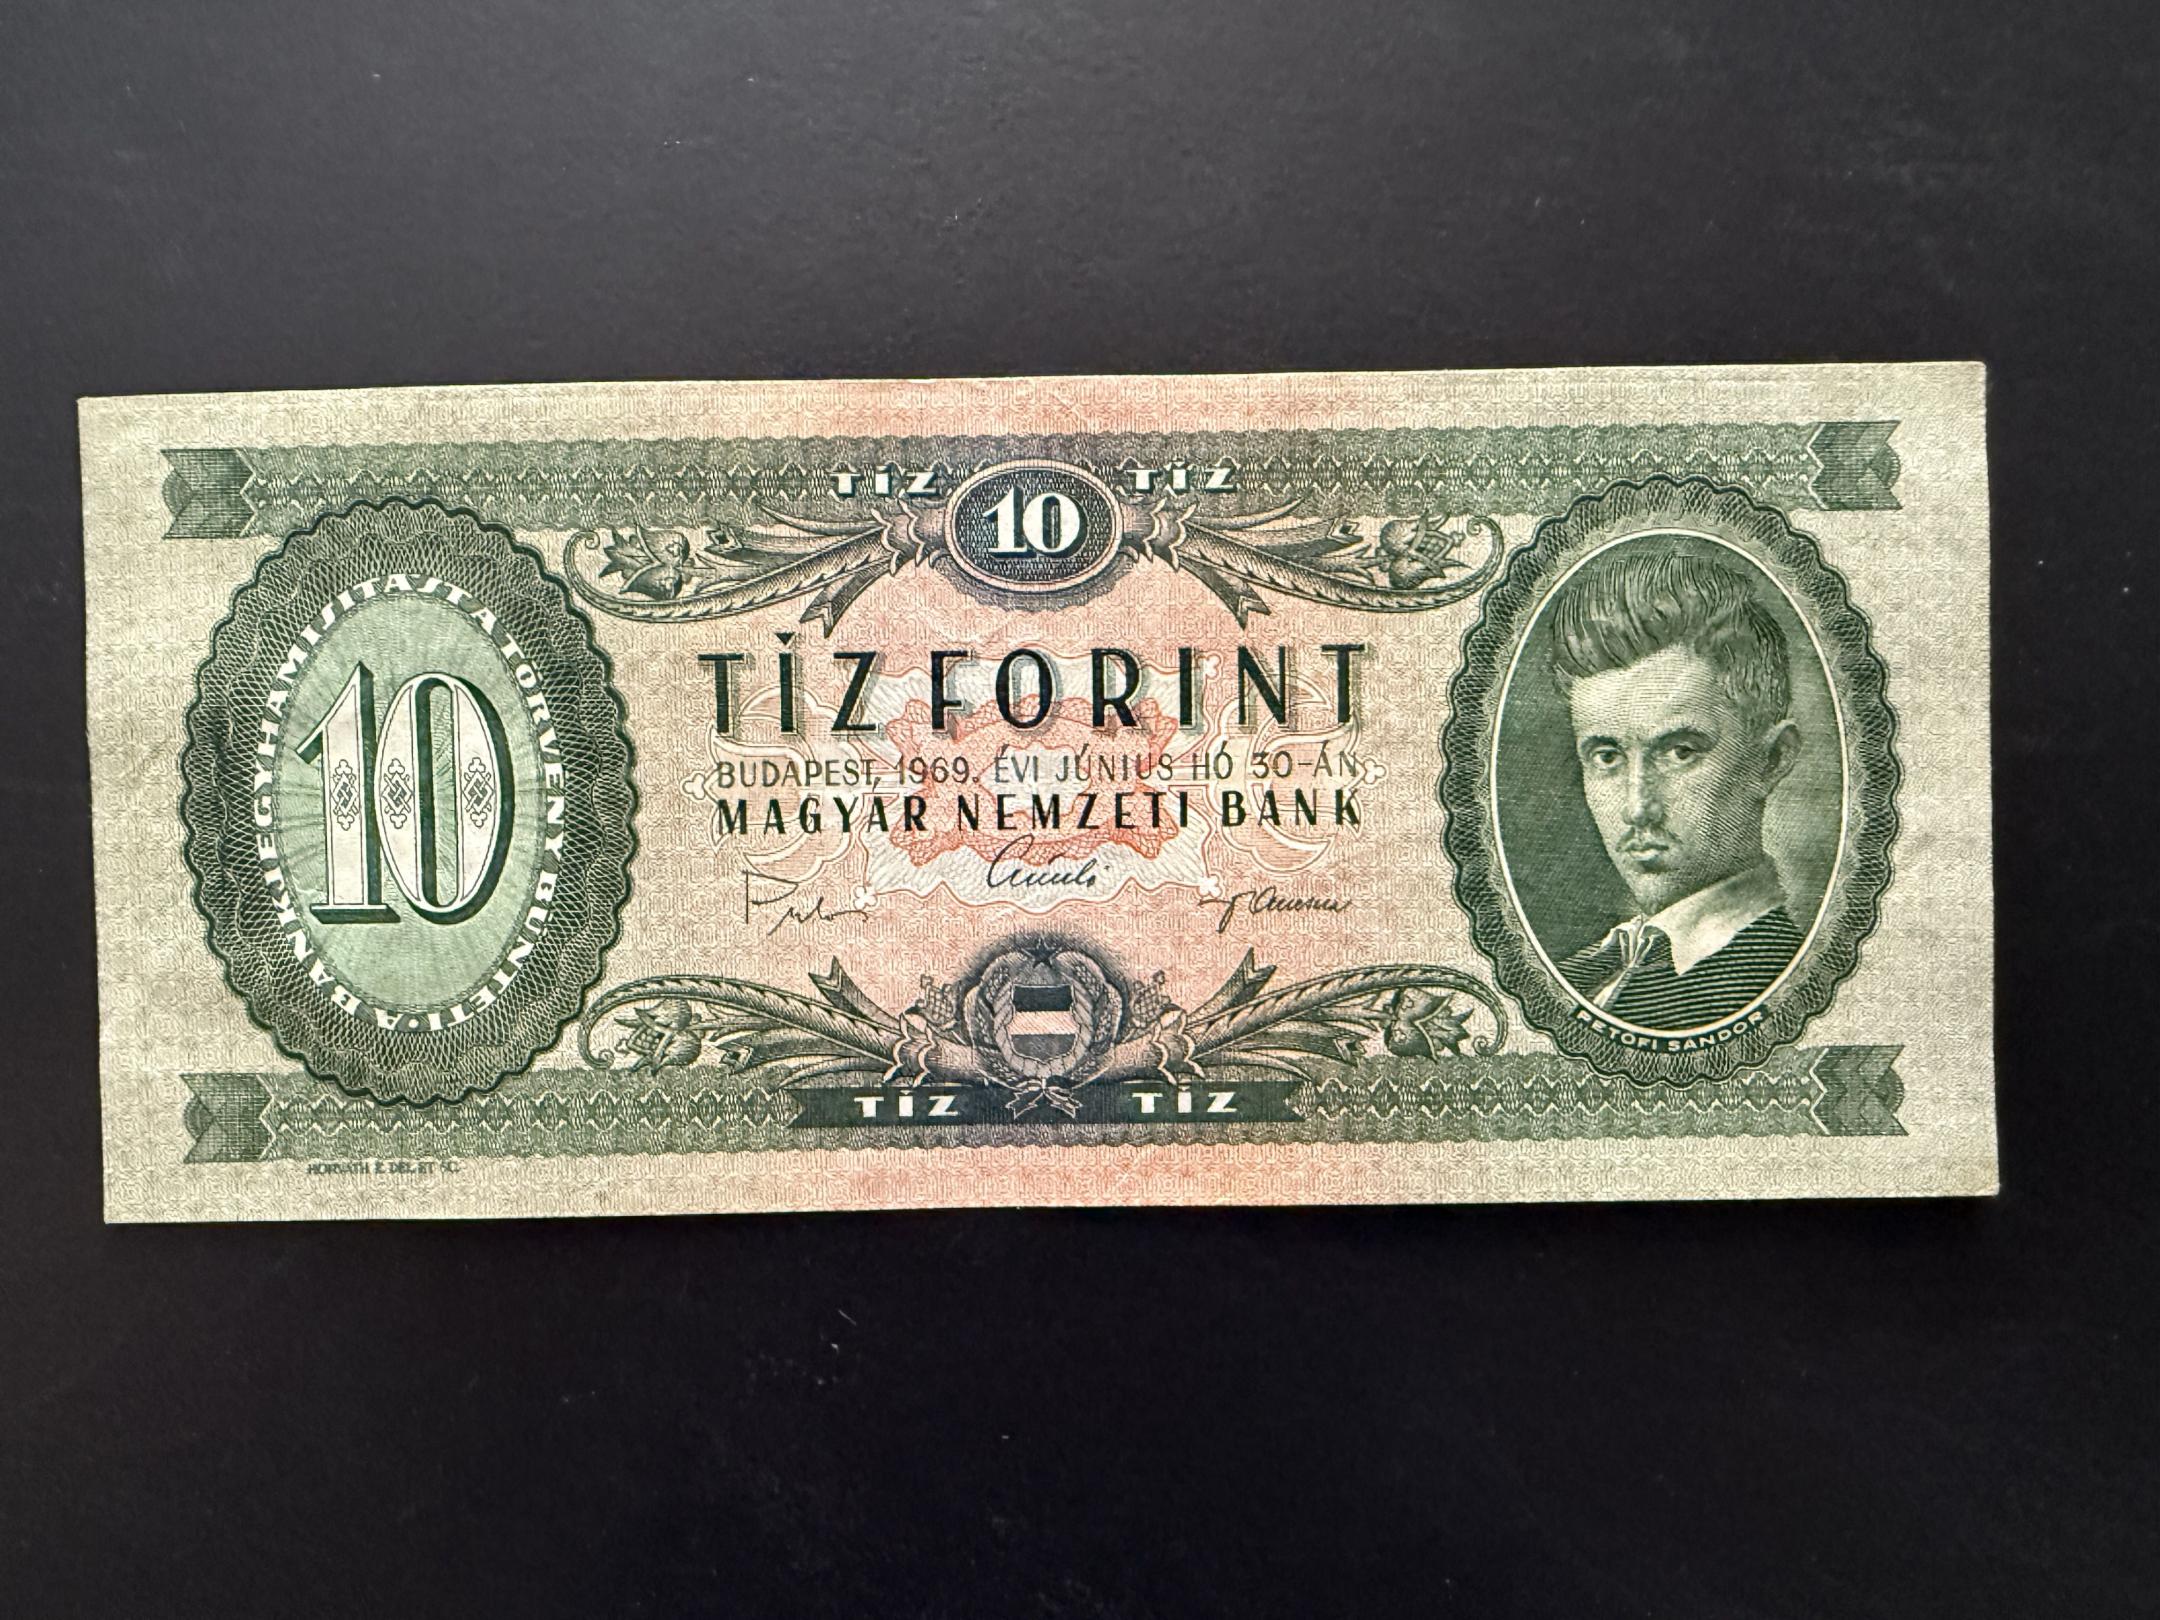 TÍZ 10 TÍZ
A BANKJEGYHAMISÍTÁST A TÖRVÉNY BÜNTETI ·
10
TÍZ FORINT
BUDAPEST, 1969. ÉVI JÚNIUS HÓ 30-ÁN
MAGYAR NEMZETI BANK
PETŐFI SÁNDOR
TÍZ TÍZ
HORVÁTH E. DEL. ET SC.